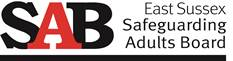 SAB
East Sussex
Safeguarding
Adults Board